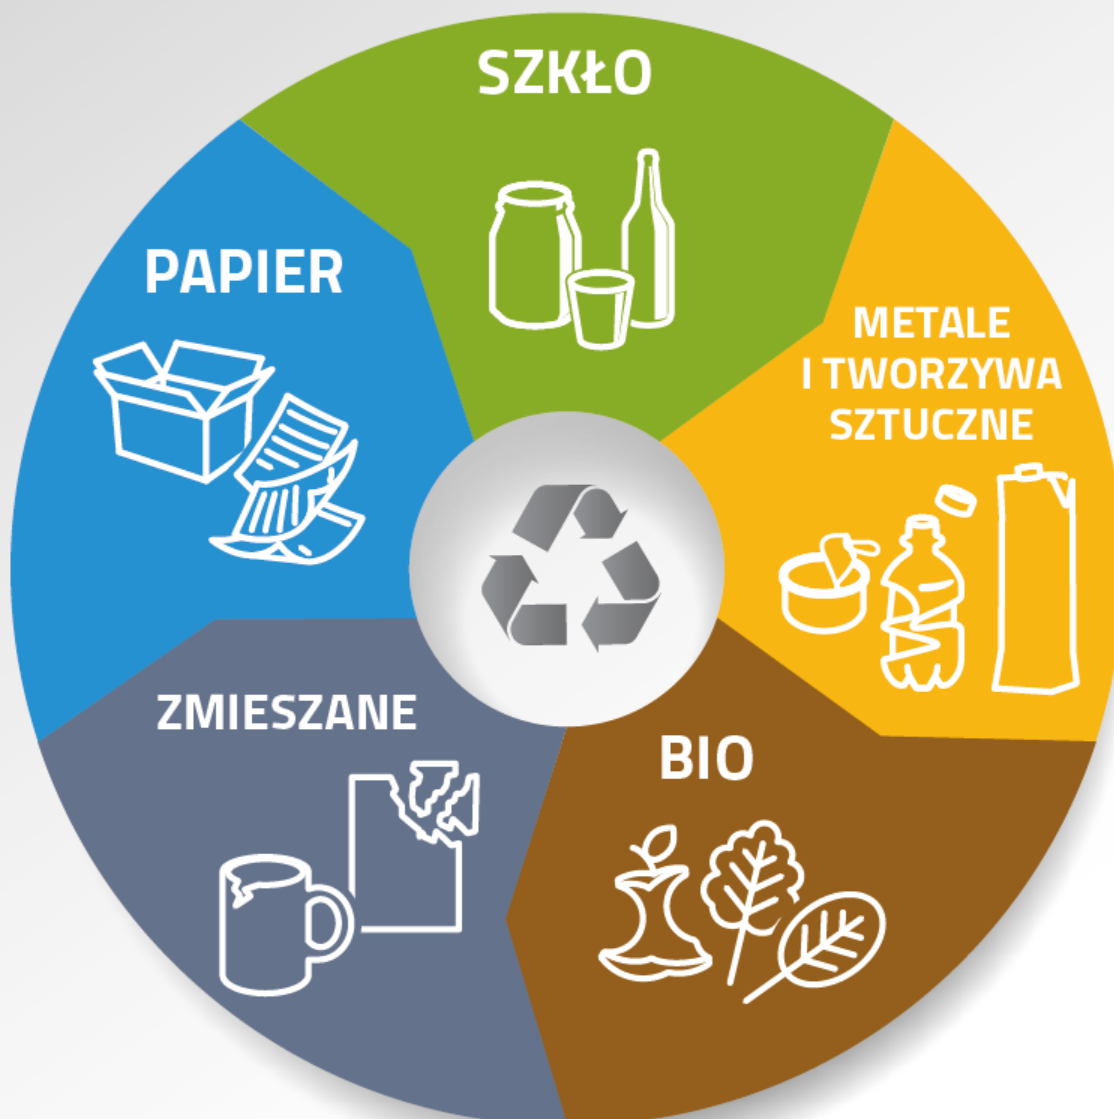 SZKŁO
PAPIER
METALE
I TWORZYWA
SZTUCZNE
ZMIESZANE
BIO